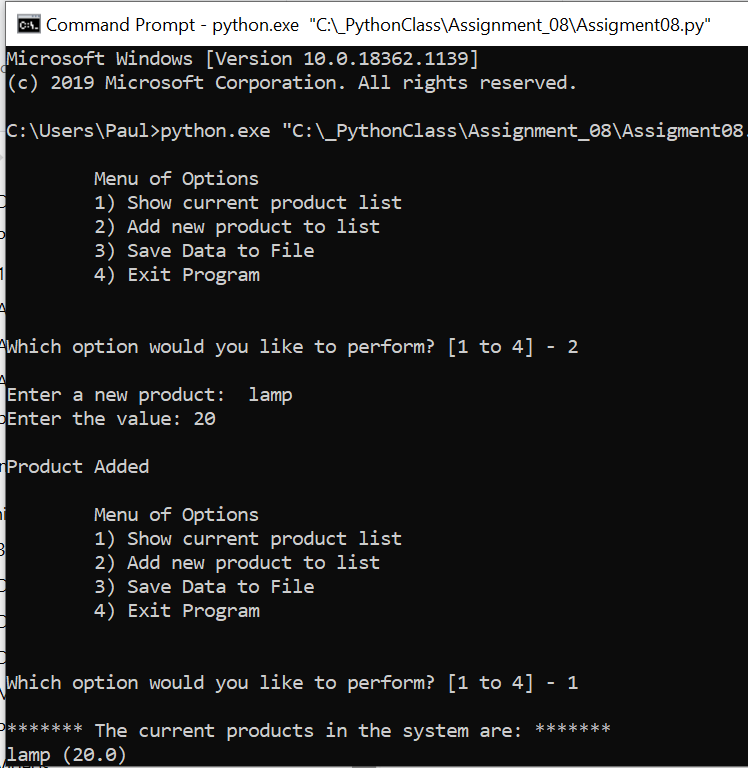 Command Prompt - python.exe "C:\_PythonClass\Assignment_08\Assigment08.py"
Microsoft Windows [Version 10.0.18362.1139]
(c) 2019 Microsoft Corporation. All rights reserved.
C:\Users\Paul>python.exe "C:\_PythonClass\Assignment_08\Assigment08.
Menu of Options
1) Show current product list
2) Add new product to list
3) Save Data to File
4) Exit Program
Which option would you like to perform? [1 to 4] - 2
Enter a new product:  lamp
Enter the value: 20
Product Added
Menu of Options
1) Show current product list
2) Add new product to list
3) Save Data to File
4) Exit Program
Which option would you like to perform? [1 to 4] - 1
******* The current products in the system are: *******
lamp (20.0)